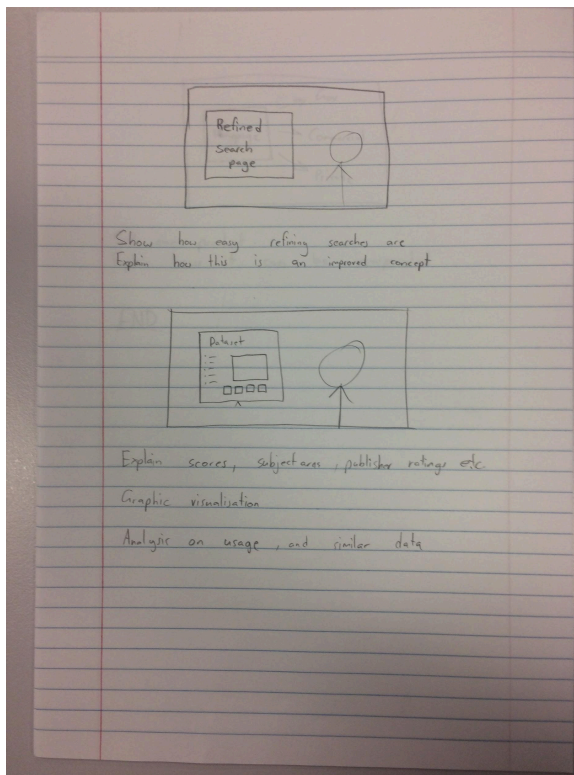 Refined
search
page
Show how easy refining searches are
Explain how this is an improved concept
Dataset
Explain scores, subject area, publisher ratings etc.
Graphic visualisation
Analysis on usage, and similar data